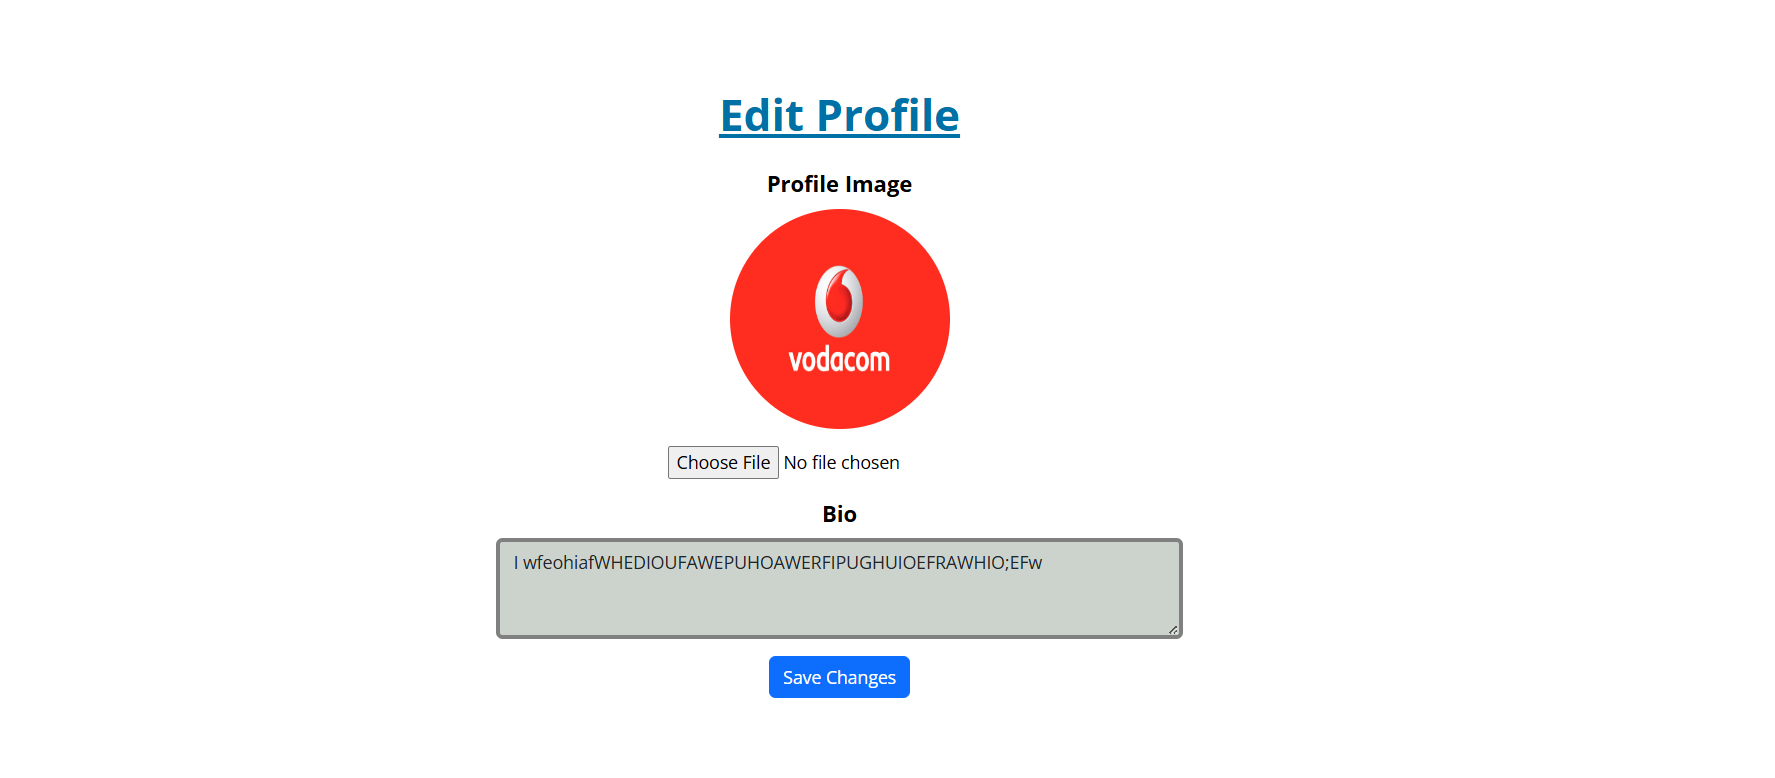 Edit Profile
Profile Image
vodacom
Choose File No file chosen
Bio
I wfeohiafWHEDIOUFAWEPUHOAWERFIPUGHUIOEFRAWHIO;EFw
Save Changes